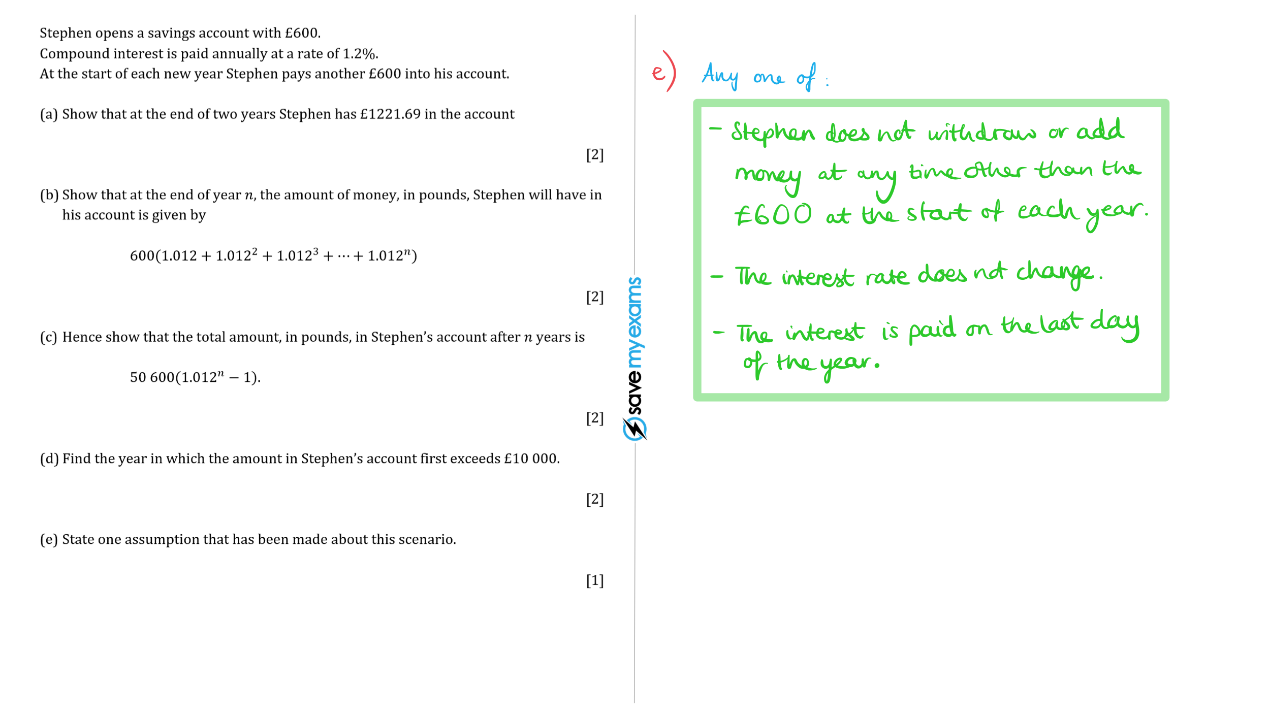 Stephen opens a savings account with £600.
Compound interest is paid annually at a rate of 1.2%.
At the start of each new year Stephen pays another £600 into his account.
(a) Show that at the end of two years Stephen has £1221.69 in the account
[2]
(b) Show that at the end of year n, the amount of money, in pounds, Stephen will have in
his account is given by
600(1.012 + 1.012² + 1.012³ + ⋯ + 1.012ⁿ)
[2]
(c) Hence show that the total amount, in pounds, in Stephen's account after n years is
50 600(1.012ⁿ − 1).
[2]
(d) Find the year in which the amount in Stephen's account first exceeds £10 000.
[2]
(e) State one assumption that has been made about this scenario.
[1]
savemyexams
e) Any one of :
- Stephen does not withdraw or add
money at any time other than the
£600 at the start of each year.
- The interest rate does not change.
- The interest is paid on the last day
of the year.